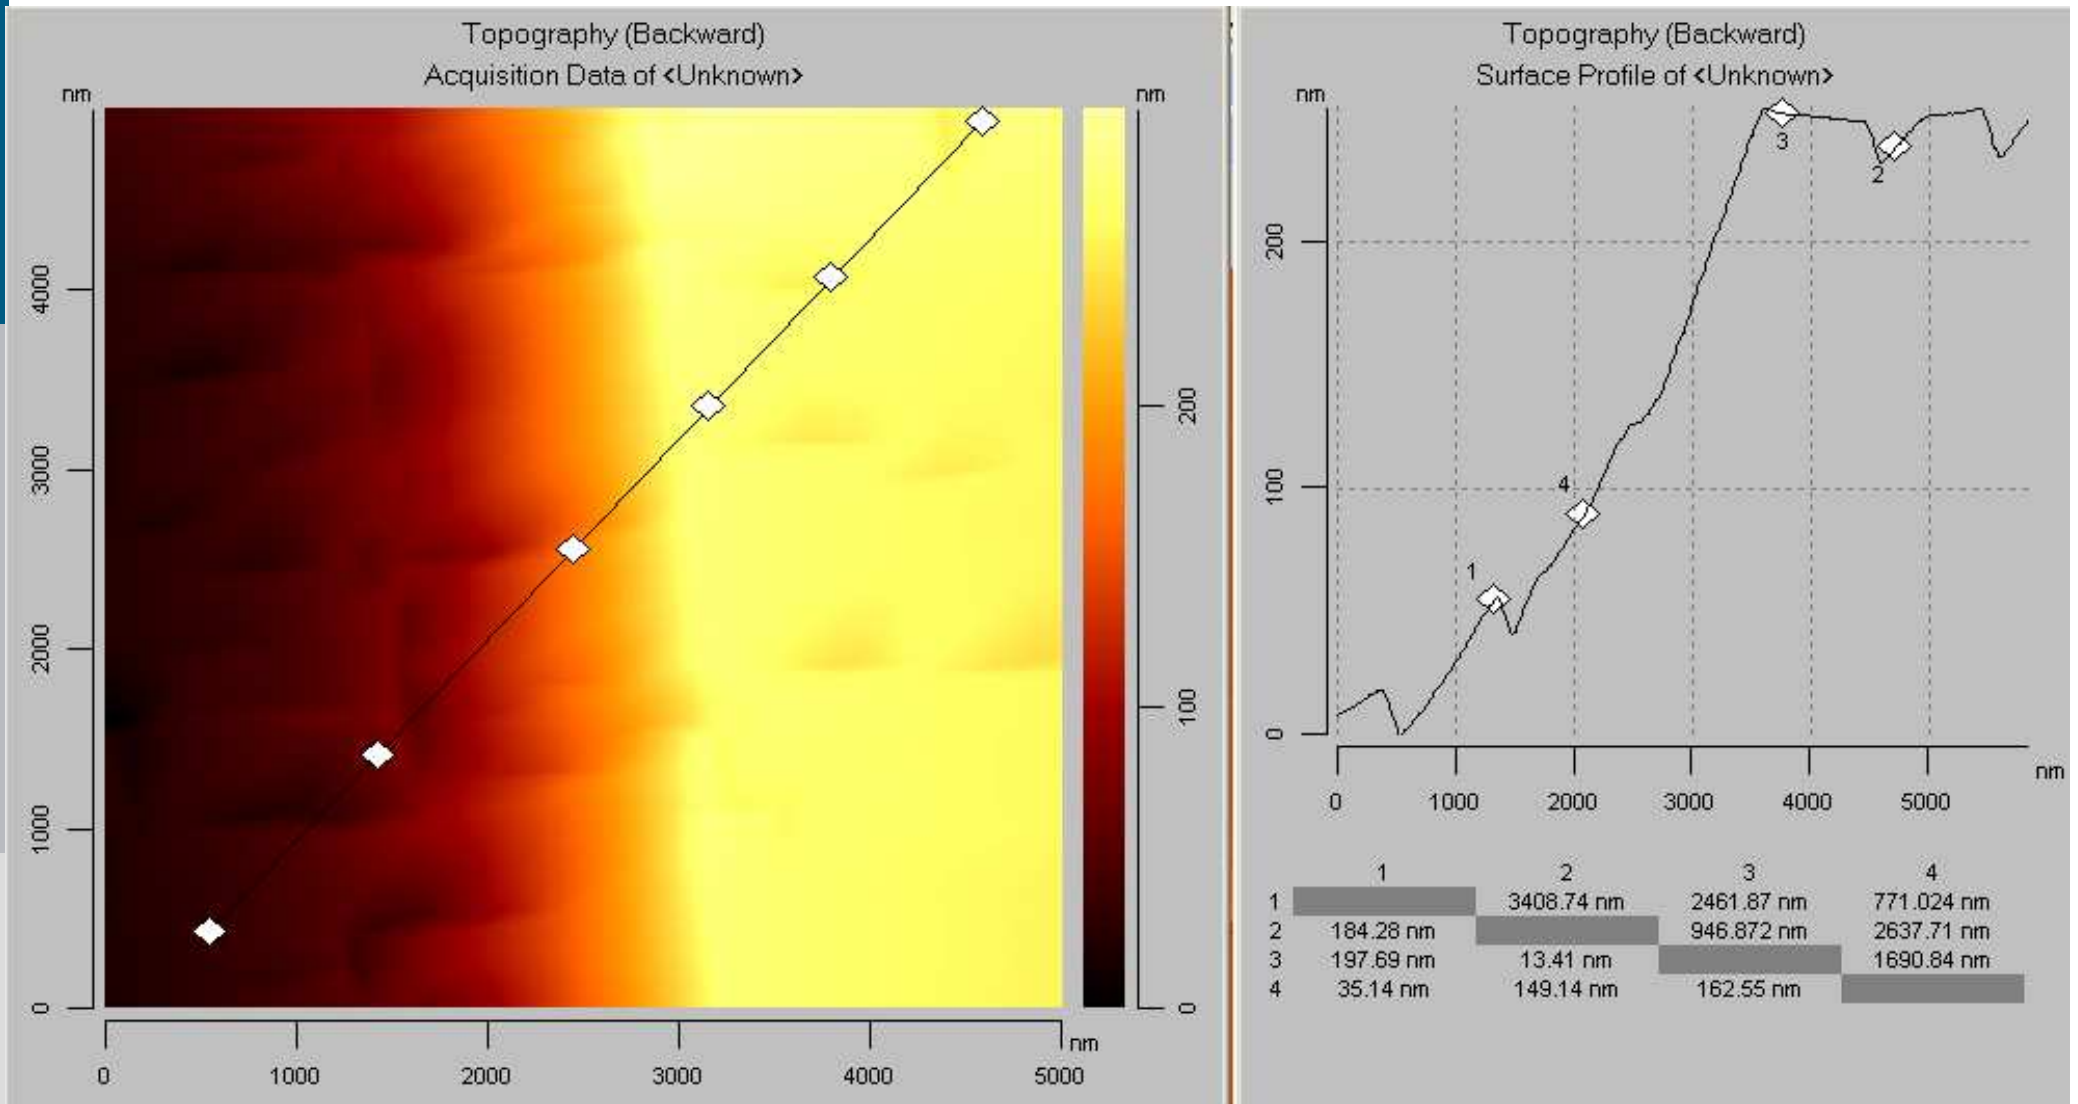 Topography (Backward)
Acquisition Data of <Unknown>
nm
nm
4000
3000
2000
1000
0
200
100
0
nm
0 1000 2000 3000 4000 5000
Topography (Backward)
Surface Profile of <Unknown>
nm
3
2
200
4
100
1
0
nm
0 1000 2000 3000 4000 5000
1 2 3 4
1 3408.74 nm 2461.87 nm 771.024 nm
2 184.28 nm 946.872 nm 2637.71 nm
3 197.69 nm 13.41 nm 1690.84 nm
4 35.14 nm 149.14 nm 162.55 nm